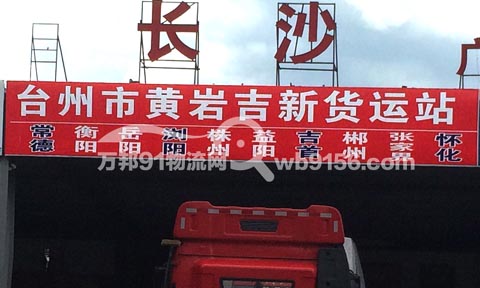 长沙 广
台州市黄岩吉新货运站
常德 衡阳 岳阳 浏阳 株州 益阳 吉首 郴州 张家界 怀化
万邦91物流网 wb9156.com